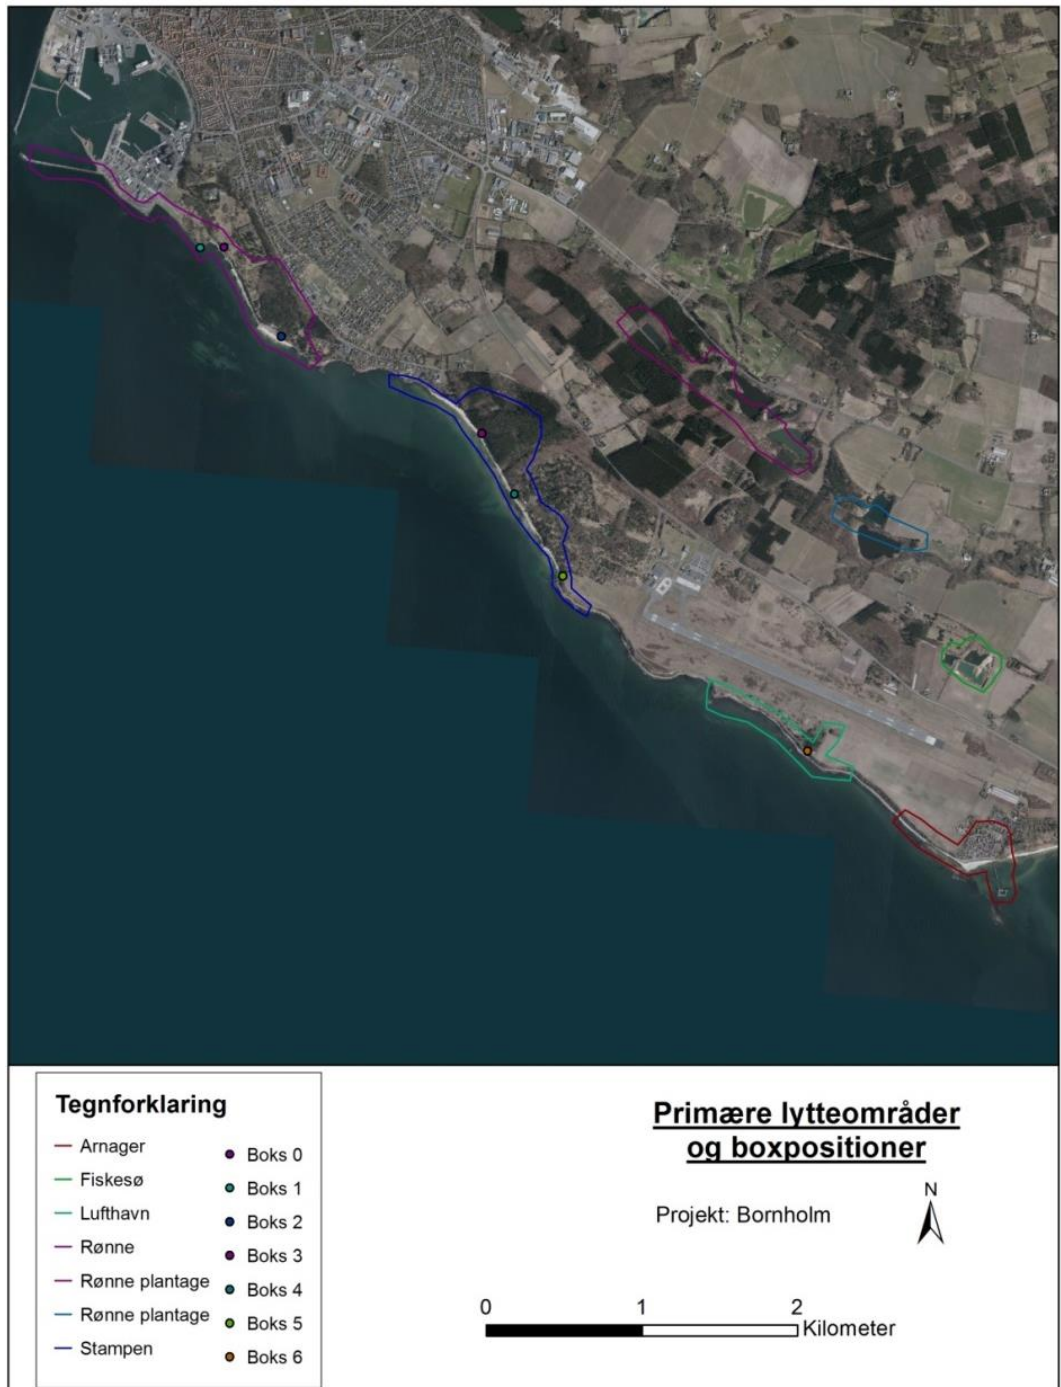 Tegnforklaring
Arnager
Fiskesø
Lufthavn
Rønne
Rønne plantage
Rønne plantage
Stampen
Boks 0
Boks 1
Boks 2
Boks 3
Boks 4
Boks 5
Boks 6
Primære lytteområder
og boxpositioner
Projekt: Bornholm
N
0 1 2
Kilometer